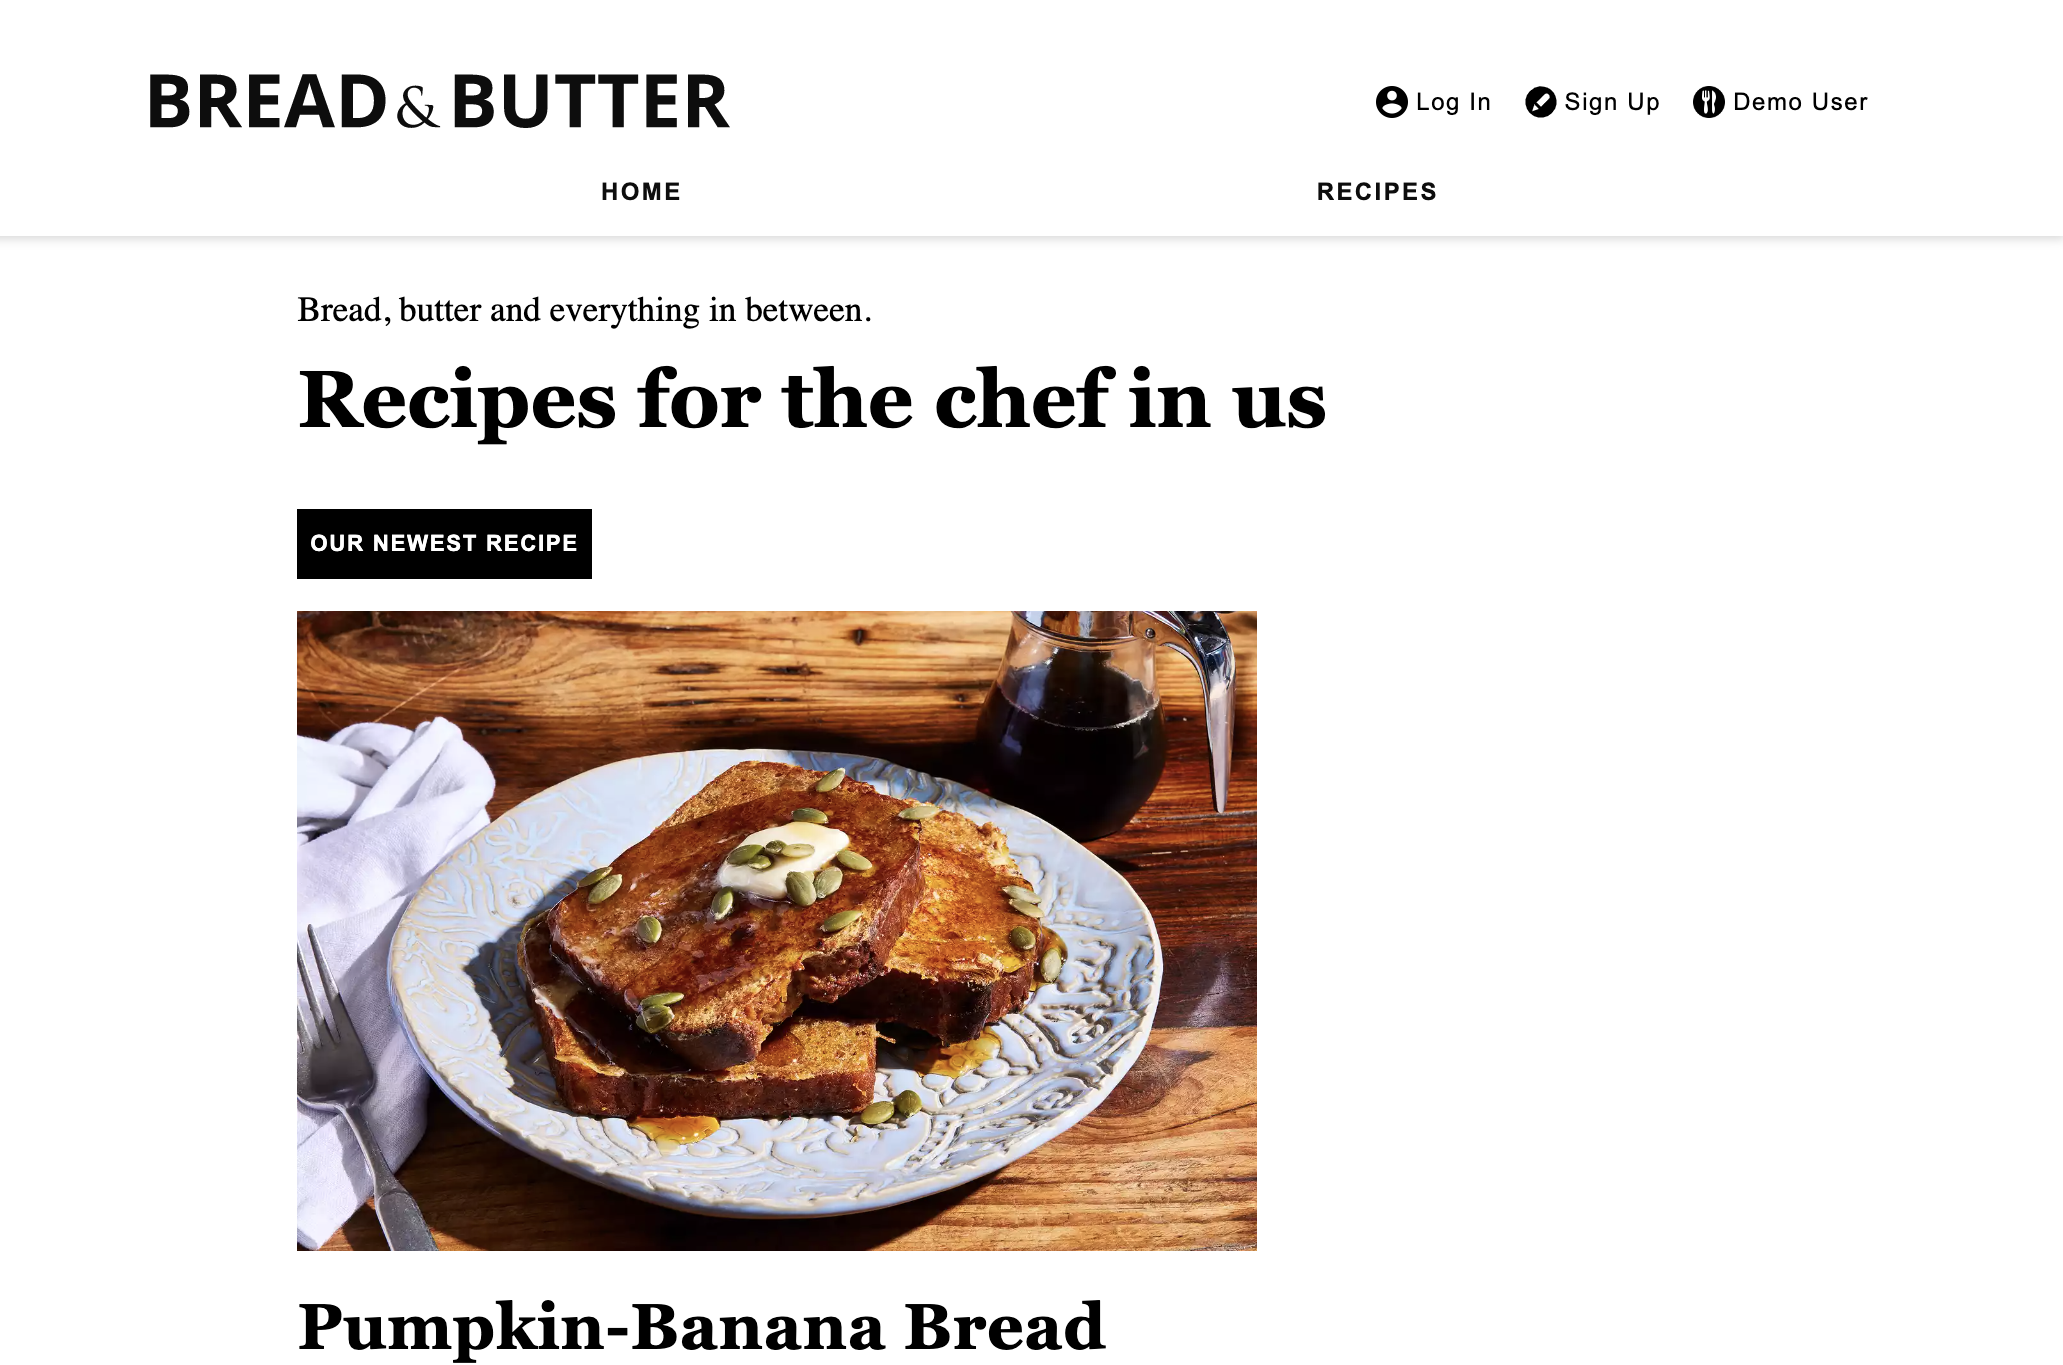 BREAD & BUTTER
Log In Sign Up Demo User
HOME RECIPES
Bread, butter and everything in between.
Recipes for the chef in us
OUR NEWEST RECIPE
Pumpkin-Banana Bread